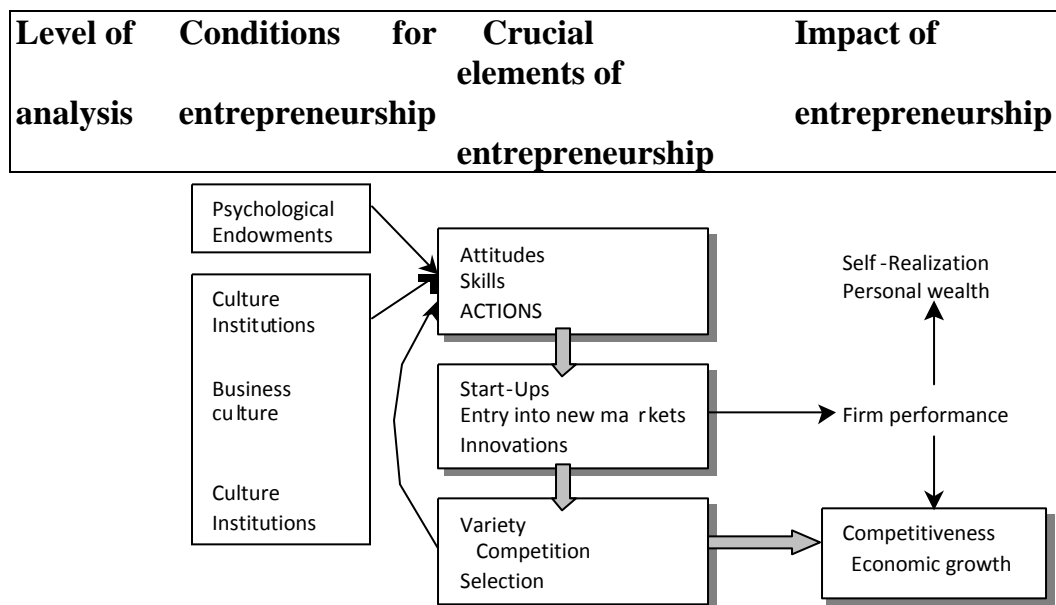 Level of analysis
Conditions for entrepreneurship
Crucial elements of entrepreneurship
Impact of entrepreneurship
Psychological
Endowments
Culture
Institutions
Business
culture
Culture
Institutions
Attitudes
Skills
ACTIONS
Start-Ups
Entry into new ma rkets
Innovations
Variety
Competition
Selection
Self -Realization
Personal wealth
Firm performance
Competitiveness
Economic growth